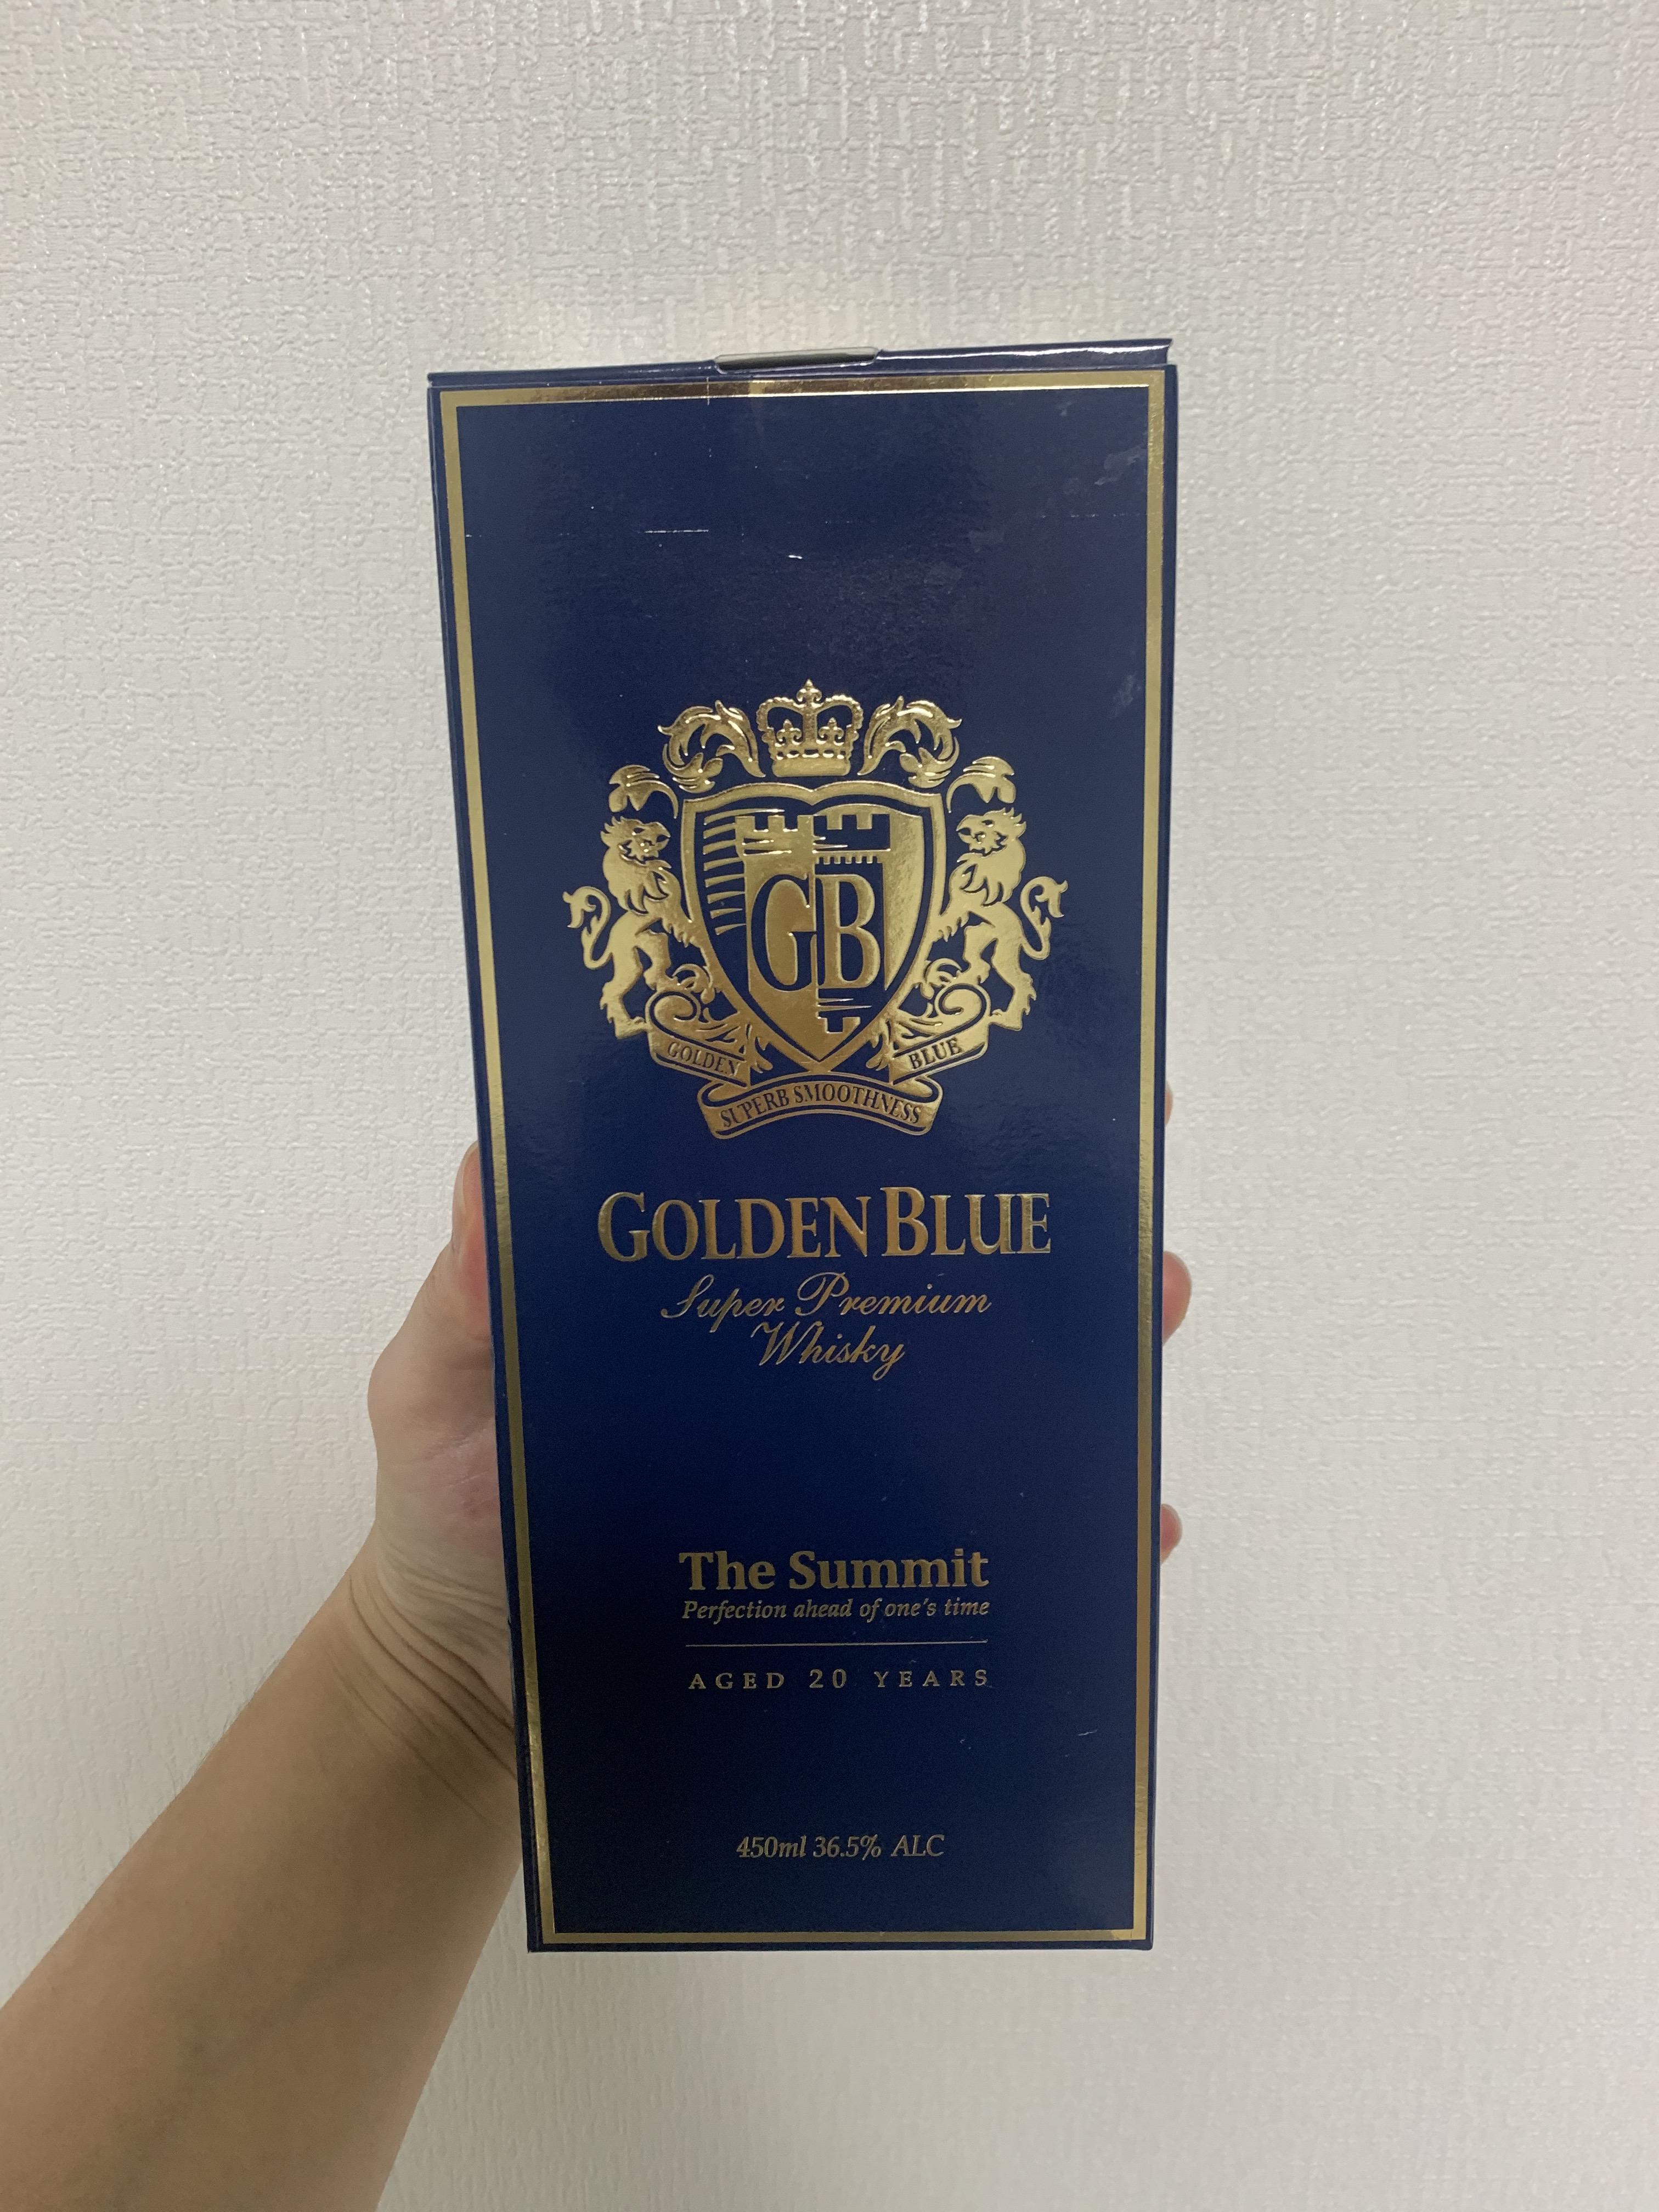 GB
GOLDEN BLUE
SUPERB SMOOTHNESS
GOLDEN BLUE
Super Premium
Whisky
The Summit
Perfection ahead of one's time
AGED 20 YEARS
450ml 36.5% ALC